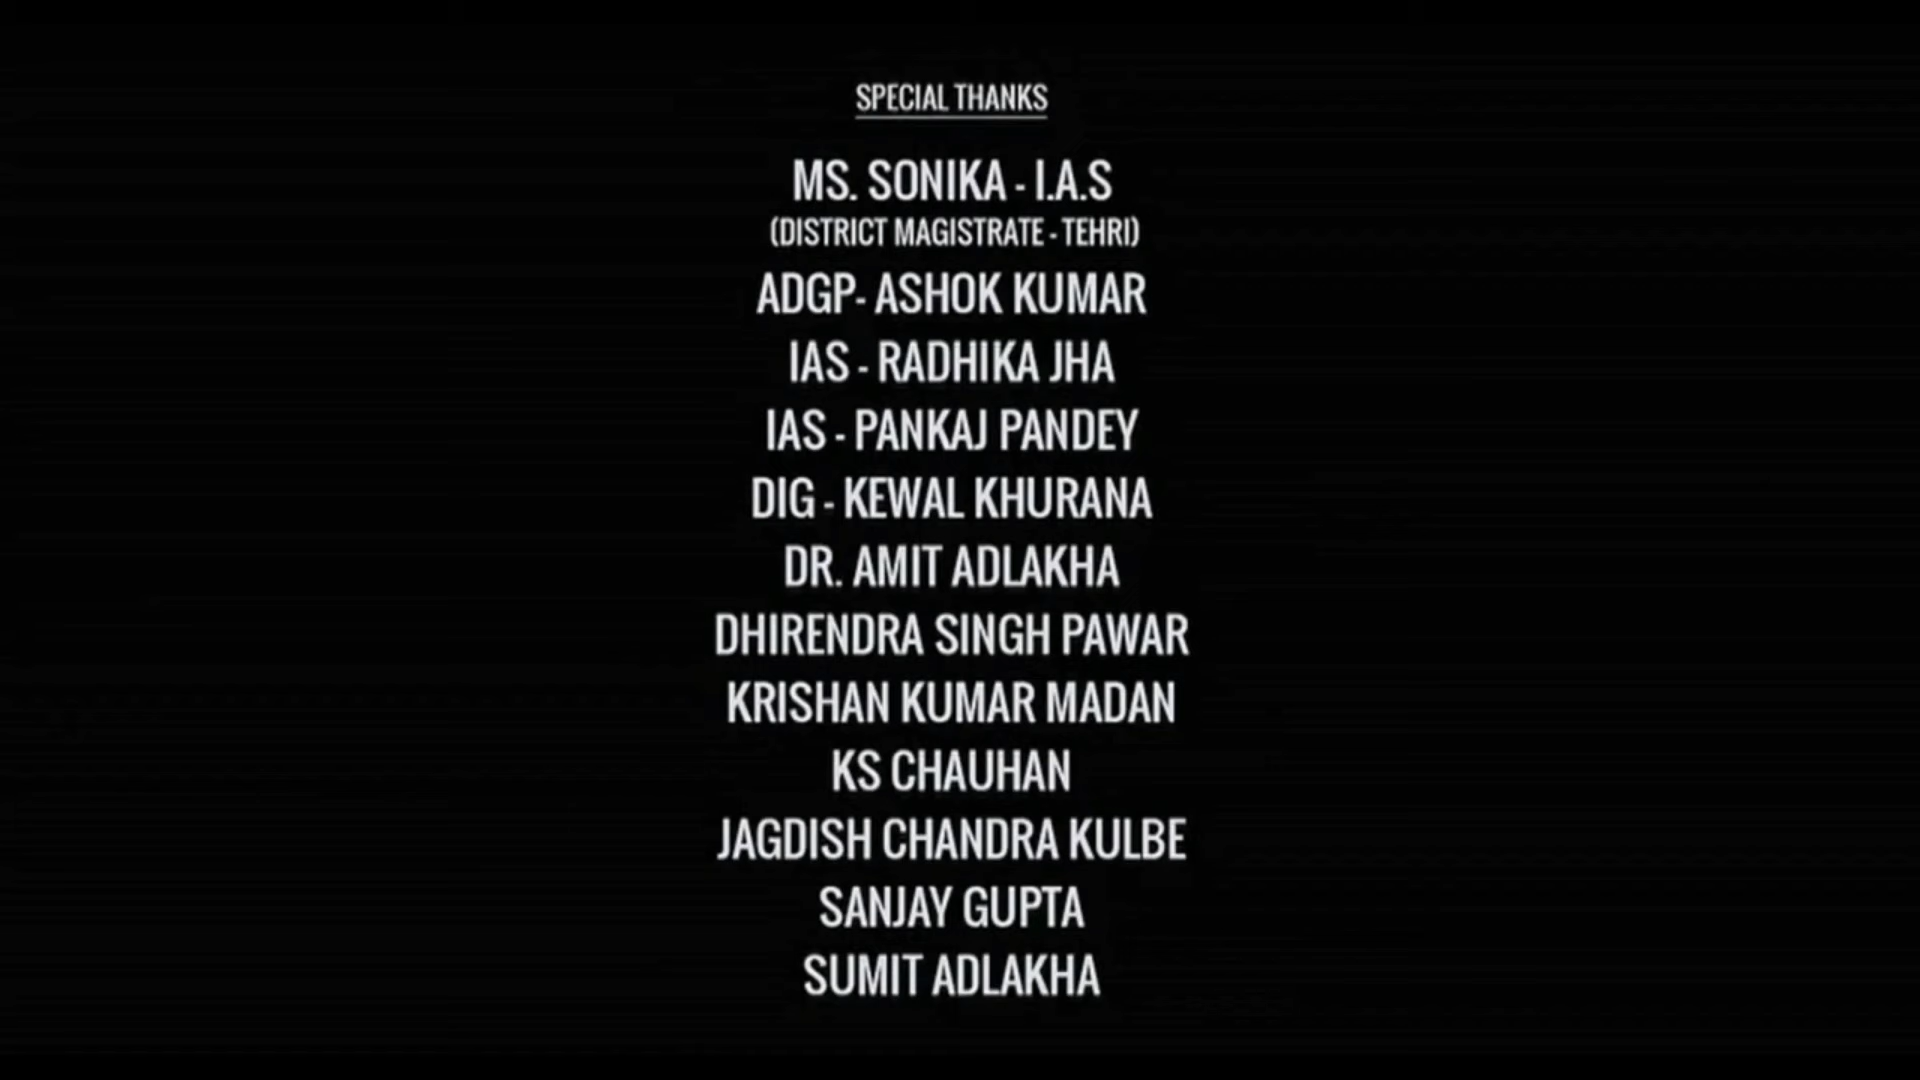 SPECIAL THANKS
MS. SONIKA - I.A.S
(DISTRICT MAGISTRATE - TEHRI)
ADGP- ASHOK KUMAR
IAS - RADHIKA JHA
IAS - PANKAJ PANDEY
DIG - KEWAL KHURANA
DR. AMIT ADLAKHA
DHIRENDRA SINGH PAWAR
KRISHAN KUMAR MADAN
KS CHAUHAN
JAGDISH CHANDRA KULBE
SANJAY GUPTA
SUMIT ADLAKHA